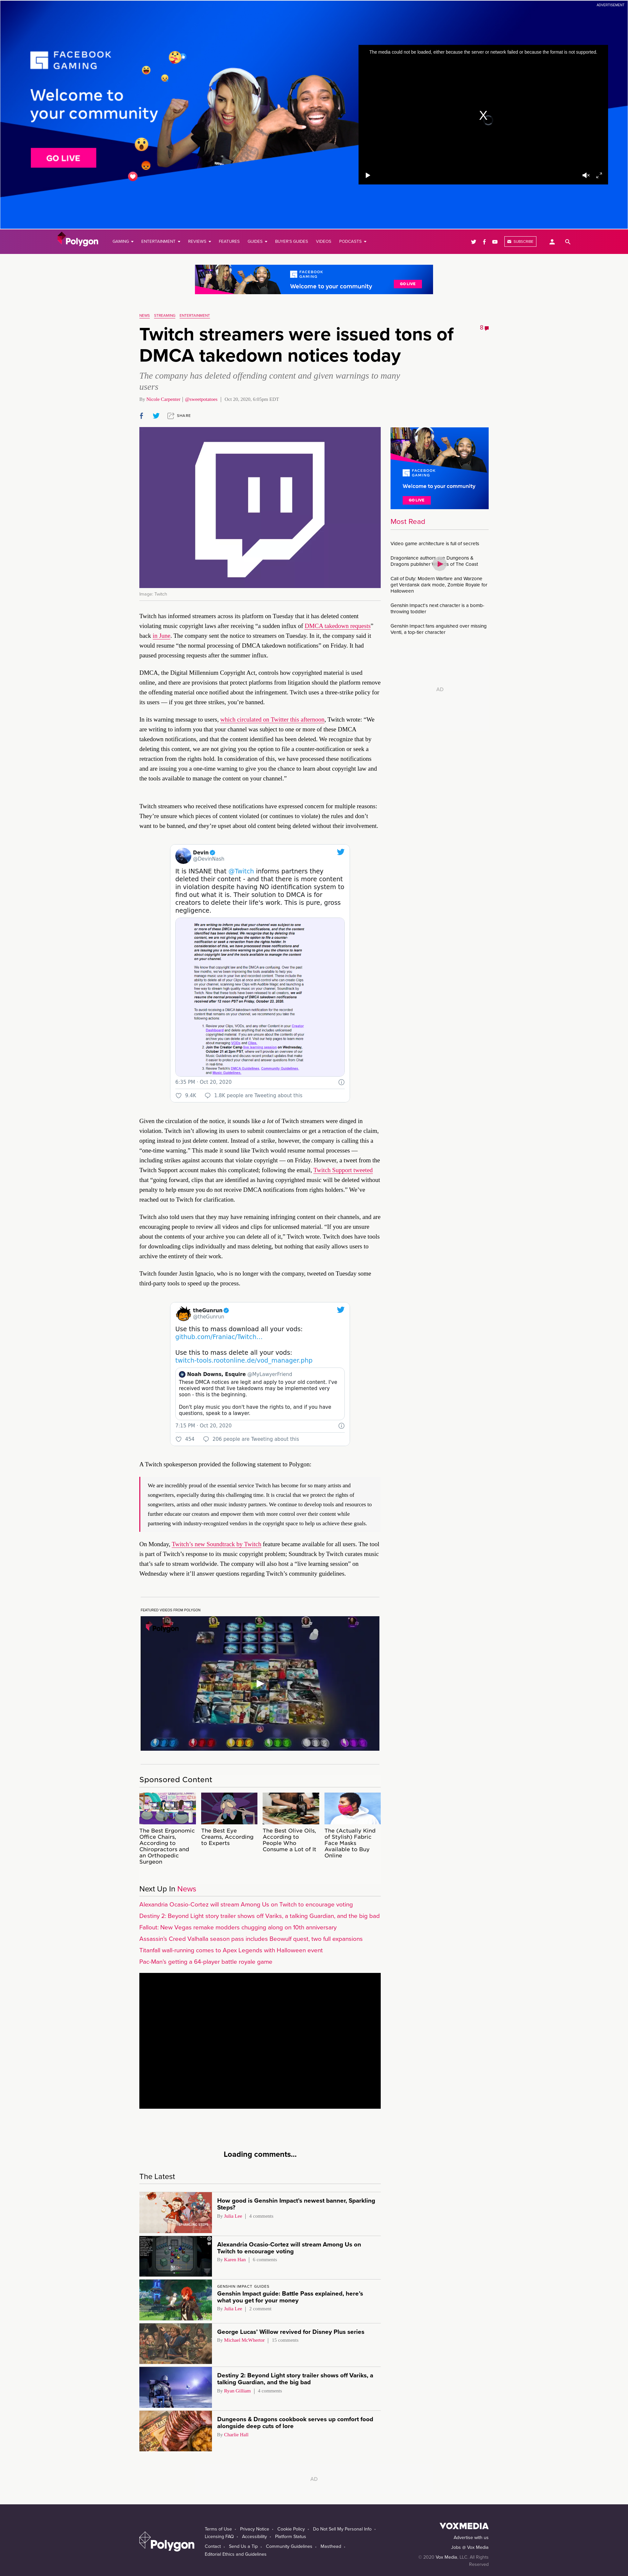 ADVERTISEMENT
FACEBOOK
GAMING
Welcome to
your community
GO LIVE
The media could not be loaded, either because the server or network failed or because the format is not supported.
Polygon
GAMING
ENTERTAINMENT
REVIEWS
FEATURES
GUIDES
BUYER'S GUIDES
VIDEOS
PODCASTS
SUBSCRIBE
FACEBOOK
GAMING
Welcome to your community
GO LIVE
NEWS
STREAMING
ENTERTAINMENT
Twitch streamers were issued tons of
DMCA takedown notices today
8
The company has deleted offending content and given warnings to many
users
By Nicole Carpenter | @sweetpotatoes | Oct 20, 2020, 6:05pm EDT
SHARE
Image: Twitch
FACEBOOK
GAMING
Welcome to your community
GO LIVE
Most Read
Video game architecture is full of secrets
Dragonlance authors Dungeons &
Dragons publisher of The Coast
Call of Duty: Modern Warfare and Warzone
get Verdansk dark mode, Zombie Royale for
Halloween
Genshin Impact's next character is a bomb-
throwing toddler
Genshin Impact fans anguished over missing
Venti, a top-tier character
AD
Twitch has informed streamers across its platform on Tuesday that it has deleted content
violating music copyright laws after receiving “a sudden influx of DMCA takedown requests”
back in June. The company sent the notice to streamers on Tuesday. In it, the company said it
would resume “the normal processing of DMCA takedown notifications” on Friday. It had
paused processing requests after the summer influx.
DMCA, the Digital Millennium Copyright Act, controls how copyrighted material is used
online, and there are provisions that protect platforms from litigation should the platform remove
the offending material once notified about the infringement. Twitch uses a three-strike policy for
its users — if you get three strikes, you're banned.
In its warning message to users, which circulated on Twitter this afternoon, Twitch wrote: “We
are writing to inform you that your channel was subject to one or more of these DMCA
takedown notifications, and that the content identified has been deleted. We recognize that by
deleting this content, we are not giving you the option to file a counter-notification or seek a
retraction from the rights hold. In consideration of this, we have processed these notifications
and are issuing you a one-time warning to give you the chance to learn about copyright law and
the tools available to manage the content on your channel.”
Twitch streamers who received these notifications have expressed concern for multiple reasons:
They're unsure which pieces of content violated (or continues to violate) the rules and don't
want to be banned, and they're upset about old content being deleted without their involvement.
Devin
@DevinNash
It is INSANE that @Twitch informs partners they
deleted their content - and that there is more content
in violation despite having NO identification system to
find out what it is. Their solution to DMCA is for
creators to delete their life's work. This is pure, gross
negligence.
6:35 PM · Oct 20, 2020
9.4K
1.8K people are Tweeting about this
Given the circulation of the notice, it sounds like a lot of Twitch streamers were dinged in
violation. Twitch isn't allowing its users to submit counterclaims or get a retraction of the claim,
opting instead to just delete content. Instead of a strike, however, the company is calling this a
“one-time warning.” This made it sound like Twitch would resume normal processes —
including strikes against accounts that violate copyright — on Friday. However, a tweet from the
Twitch Support account makes this complicated; following the email, Twitch Support tweeted
that “going forward, clips that are identified as having copyrighted music will be deleted without
penalty to help ensure you do not receive DMCA notifications from rights holders.” We've
reached out to Twitch for clarification.
Twitch also told users that they may have remaining infringing content on their channels, and are
encouraging people to review all videos and clips for unlicensed material. “If you are unsure
about the contents of your archive you can delete all of it,” Twitch wrote. Twitch does have tools
for downloading clips individually and mass deleting, but nothing that easily allows users to
archive the entirety of their work.
Twitch founder Justin Ignacio, who is no longer with the company, tweeted on Tuesday some
third-party tools to speed up the process.
theGunrun
@theGunrun
Use this to mass download all your vods:
github.com/Franiac/Twitch...
Use this to mass delete all your vods:
twitch-tools.rootonline.de/vod_manager.php
Noah Downs, Esquire @MyLawyerFriend
These DMCA notices are legit and apply to your old content. I've
received word that live takedowns may be implemented very
soon - this is the beginning.
Don't play music you don't have the rights to, and if you have
questions, speak to a lawyer.
7:15 PM · Oct 20, 2020
454
206 people are Tweeting about this
A Twitch spokesperson provided the following statement to Polygon:
We are incredibly proud of the essential service Twitch has become for so many artists and
songwriters, especially during this challenging time. It is crucial that we protect the rights of
songwriters, artists and other music industry partners. We continue to develop tools and resources to
further educate our creators and empower them with more control over their content while
partnering with industry-recognized vendors in the copyright space to help us achieve these goals.
On Monday, Twitch's new Soundtrack by Twitch feature became available for all users. The tool
is part of Twitch's response to its music copyright problem; Soundtrack by Twitch curates music
that's safe to stream worldwide. The company will also host a “live learning session” on
Wednesday where it'll answer questions regarding Twitch's community guidelines.
FEATURED VIDEOS FROM POLYGON
Sponsored Content
The Best Ergonomic
Office Chairs,
According to
Chiropractors and
an Orthopedic
Surgeon
The Best Eye
Creams, According
to Experts
The Best Olive Oils,
According to
People Who
Consume a Lot of It
The (Actually Kind
of Stylish) Fabric
Face Masks
Available to Buy
Online
Next Up In News
Alexandria Ocasio-Cortez will stream Among Us on Twitch to encourage voting
Destiny 2: Beyond Light story trailer shows off Variks, a talking Guardian, and the big bad
Fallout: New Vegas remake modders chugging along on 10th anniversary
Assassin's Creed Valhalla season pass includes Beowulf quest, two full expansions
Titanfall wall-running comes to Apex Legends with Halloween event
Pac-Man's getting a 64-player battle royale game
Loading comments...
The Latest
How good is Genshin Impact's newest banner, Sparkling
Steps?
By Julia Lee | 4 comments
Alexandria Ocasio-Cortez will stream Among Us on
Twitch to encourage voting
By Karen Han | 6 comments
GENSHIN IMPACT GUIDES
Genshin Impact guide: Battle Pass explained, here's
what you get for your money
By Julia Lee | 1 comment
George Lucas' Willow revived for Disney Plus series
By Michael McWhertor | 35 comments
Destiny 2: Beyond Light story trailer shows off Variks, a
talking Guardian, and the big bad
By Ryan Gilliam | 4 comments
Dungeons & Dragons cookbook serves up comfort food
alongside deep cuts of lore
By Charlie Hall
AD
Polygon
Terms of Use
Privacy Notice
Cookie Policy
Do Not Sell My Personal Info
Licensing FAQ
Accessibility
Platform Status
Contact
Send Us a Tip
Community Guidelines
Masthead
Editorial Ethics and Guidelines
VOXMEDIA
Advertise with us
Jobs @ Vox Media
© 2020 Vox Media, LLC. All Rights
Reserved